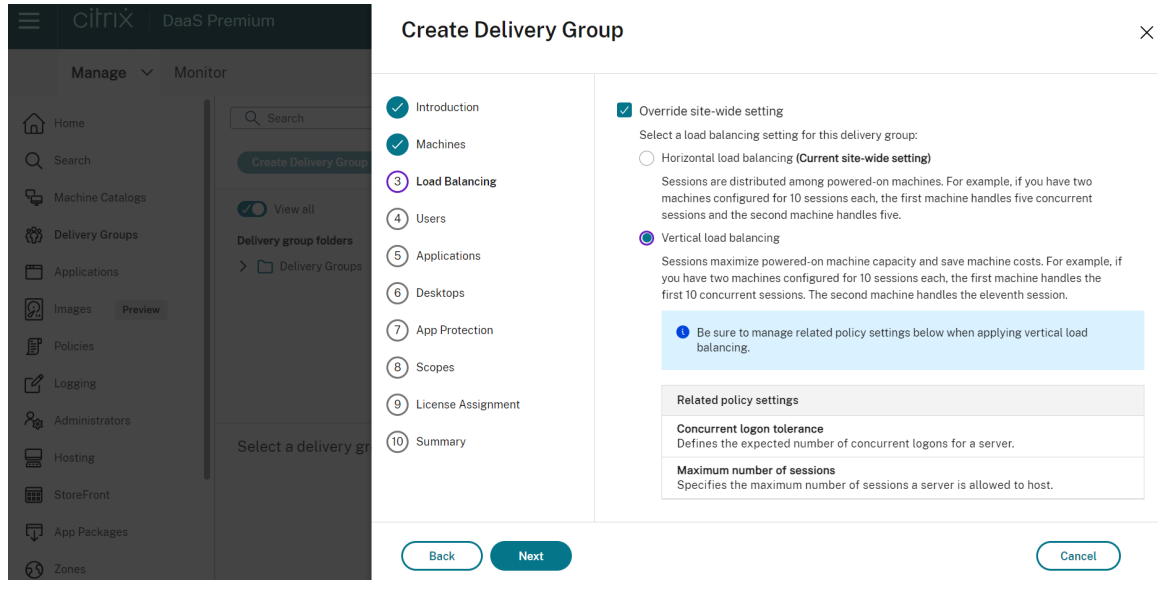 citrix DaaS Premium
Manage Monitor
Home
Search
Machine Catalogs
Delivery Groups
Applications
Images Preview
Policies
Logging
Administrators
Hosting
StoreFront
App Packages
Zones
Search
Create Delivery Group
View all
Delivery group folders
Delivery Groups
Select a delivery gr
Create Delivery Group
Introduction
Machines
3 Load Balancing
4 Users
5 Applications
6 Desktops
7 App Protection
8 Scopes
9 License Assignment
10 Summary
Override site-wide setting
Select a load balancing setting for this delivery group:
Horizontal load balancing (Current site-wide setting)
Sessions are distributed among powered-on machines. For example, if you have two
machines configured for 10 sessions each, the first machine handles five concurrent
sessions and the second machine handles five.
Vertical load balancing
Sessions maximize powered-on machine capacity and save machine costs. For example, if
you have two machines configured for 10 sessions each, the first machine handles the
first 10 concurrent sessions. The second machine handles the eleventh session.
Be sure to manage related policy settings below when applying vertical load
balancing.
Related policy settings
Concurrent logon tolerance
Defines the expected number of concurrent logons for a server.
Maximum number of sessions
Specifies the maximum number of sessions a server is allowed to host.
Back Next Cancel